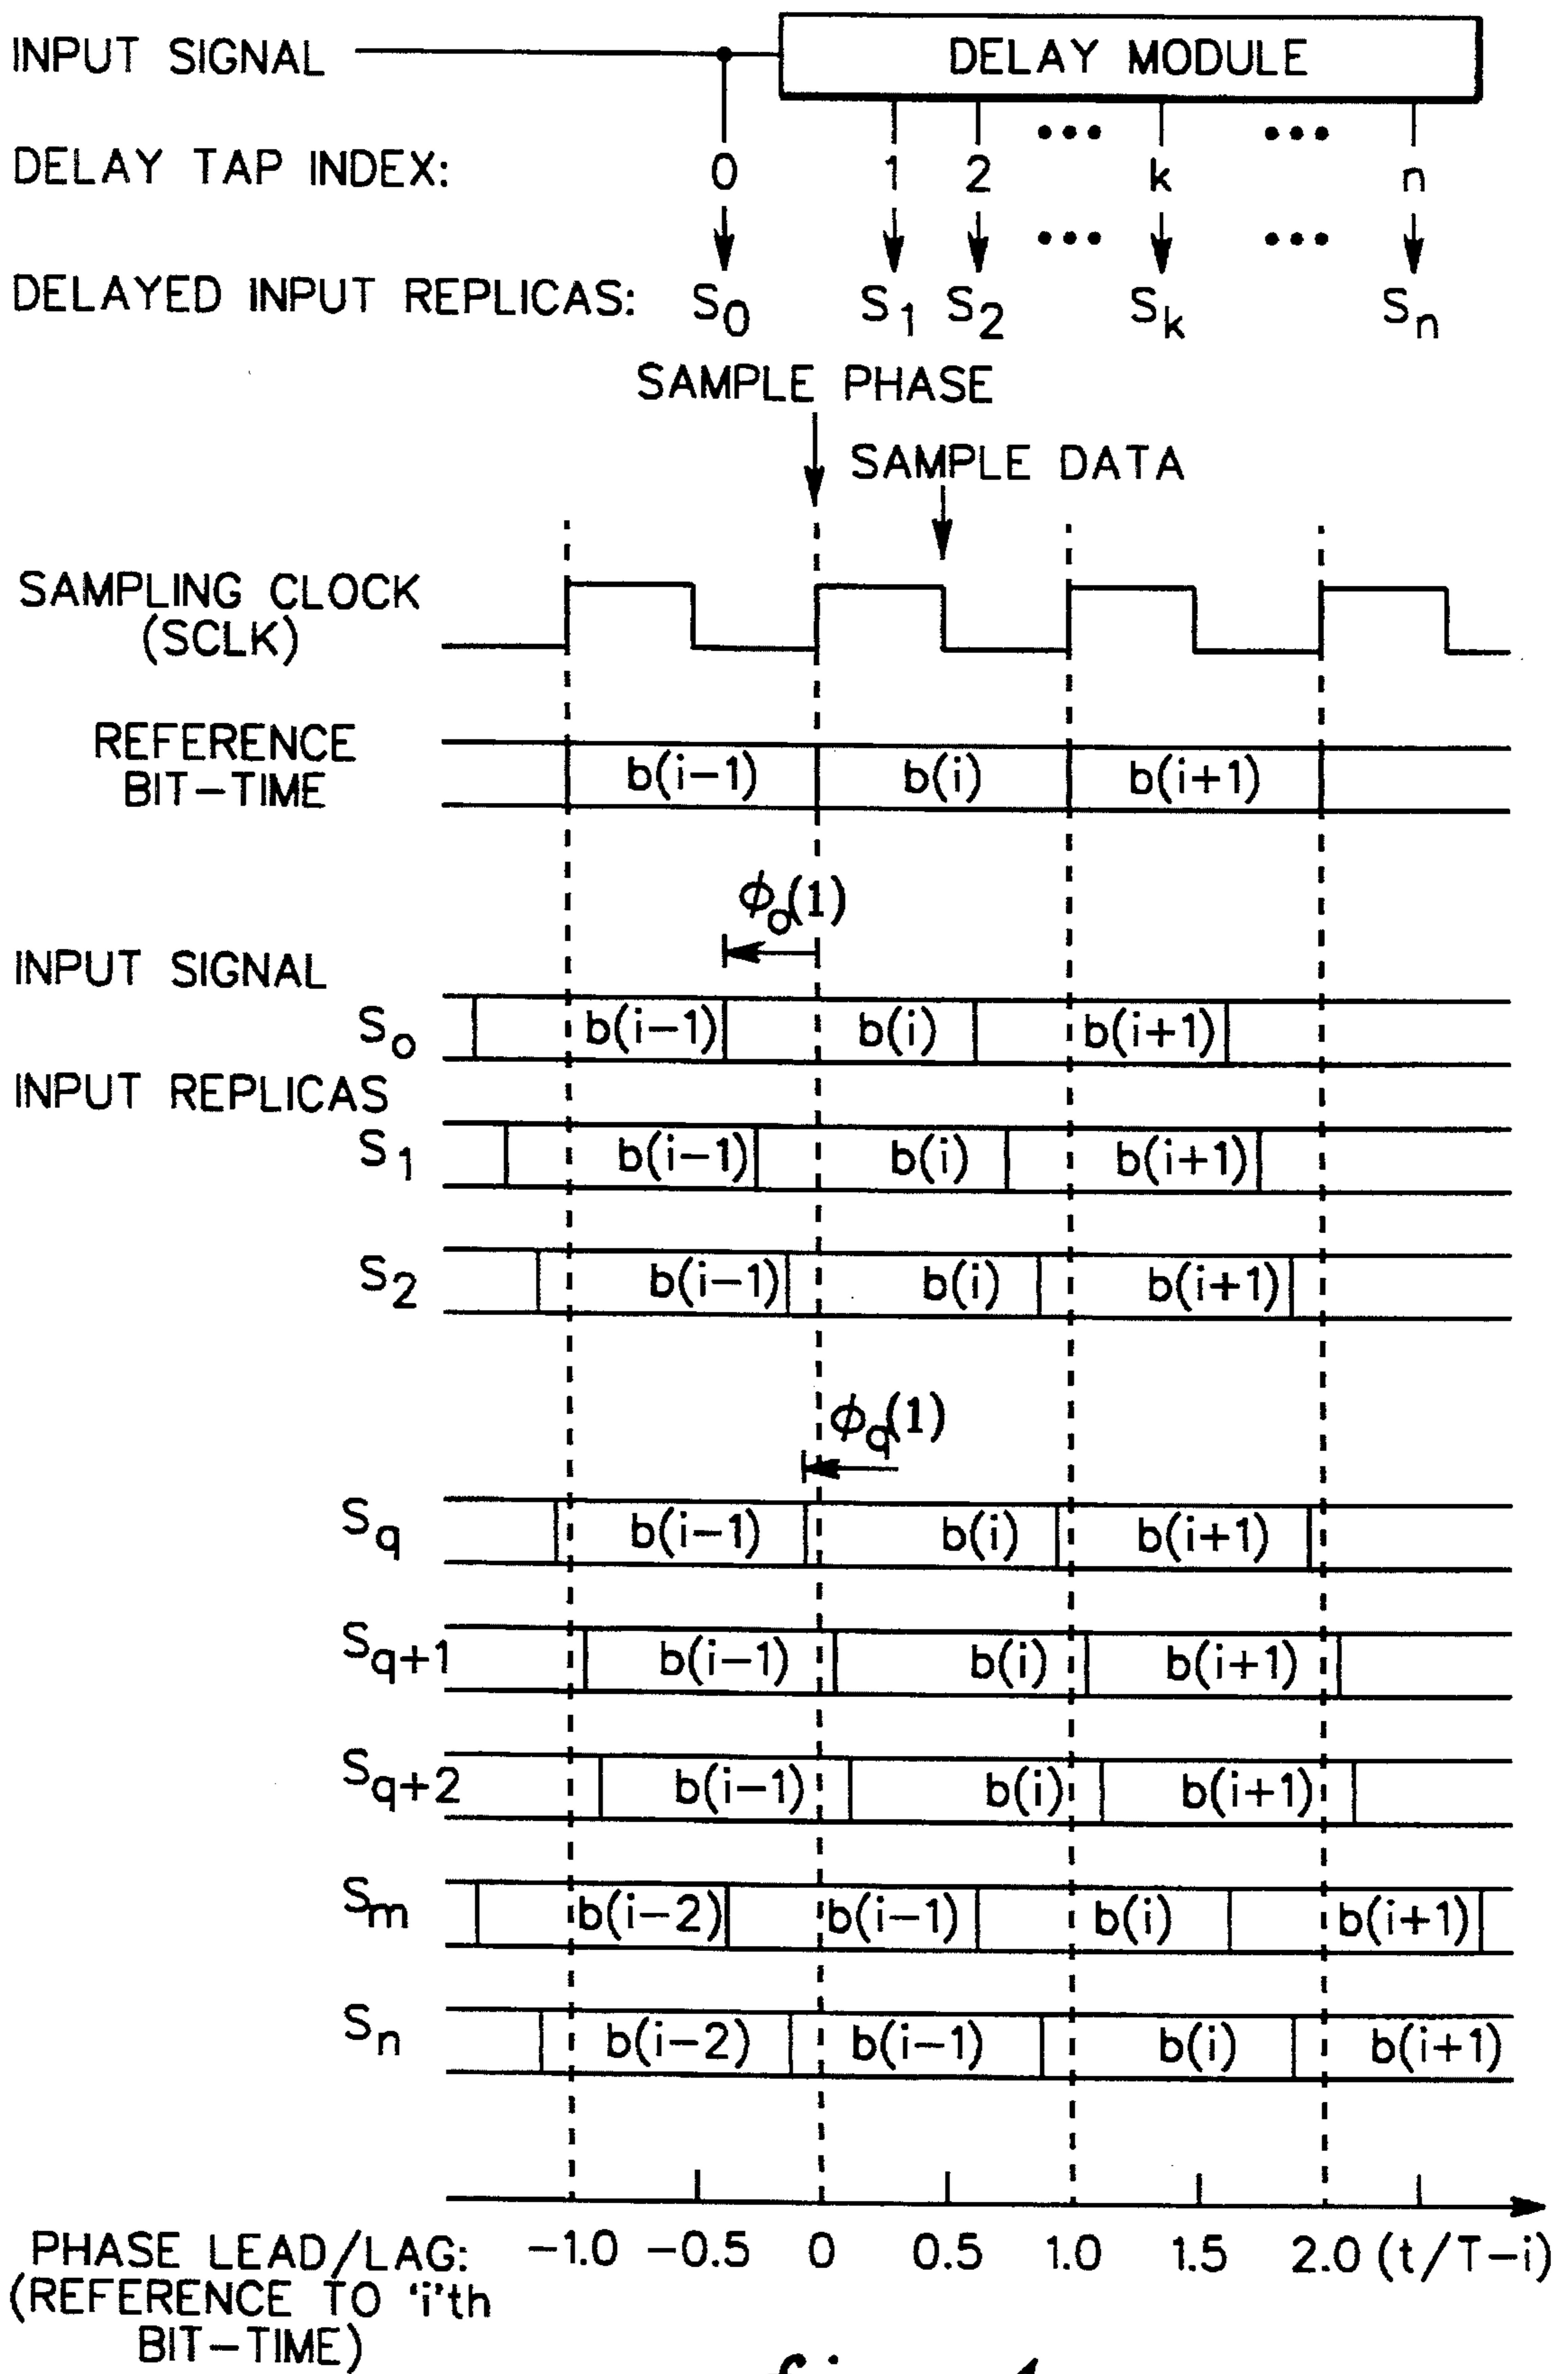 INPUT SIGNAL
DELAY MODULE
DELAY TAP INDEX: 0 1 2 ••• k ••• n
••• •••
DELAYED INPUT REPLICAS: S0 S1 S2 Sk Sn
SAMPLE PHASE
SAMPLE DATA
SAMPLING CLOCK
(SCLK)
REFERENCE
BIT-TIME
b(i-1) b(i) b(i+1)
ϕo(1)
INPUT SIGNAL
So b(i-1) b(i) b(i+1)
INPUT REPLICAS
S1 b(i-1) b(i) b(i+1)
S2 b(i-1) b(i) b(i+1)
ϕq(1)
Sq b(i-1) b(i) b(i+1)
Sq+1 b(i-1) b(i) b(i+1)
Sq+2 b(i-1) b(i) b(i+1)
Sm b(i-2) b(i-1) b(i) b(i+1)
Sn b(i-2) b(i-1) b(i) b(i+1)
PHASE LEAD/LAG: -1.0 -0.5 0 0.5 1.0 1.5 2.0 (t/T-i)
(REFERENCE TO 'i'th
BIT-TIME)